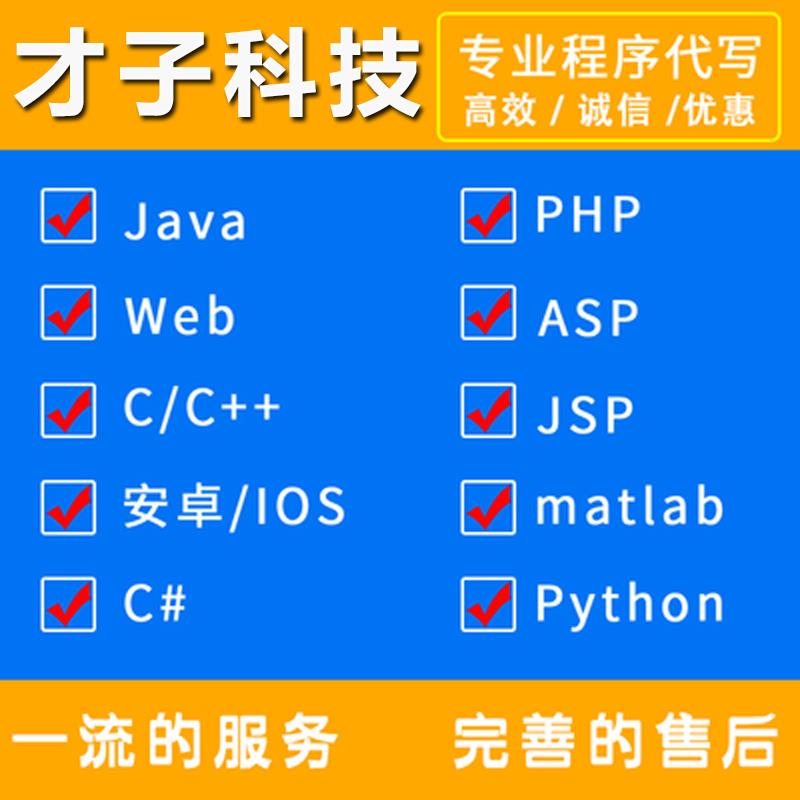 才子科技
专业程序代写
高效 / 诚信 /优惠
Java
PHP
Web
ASP
C/C++
JSP
安卓/IOS
matlab
C#
Python
一流的服务
完善的售后